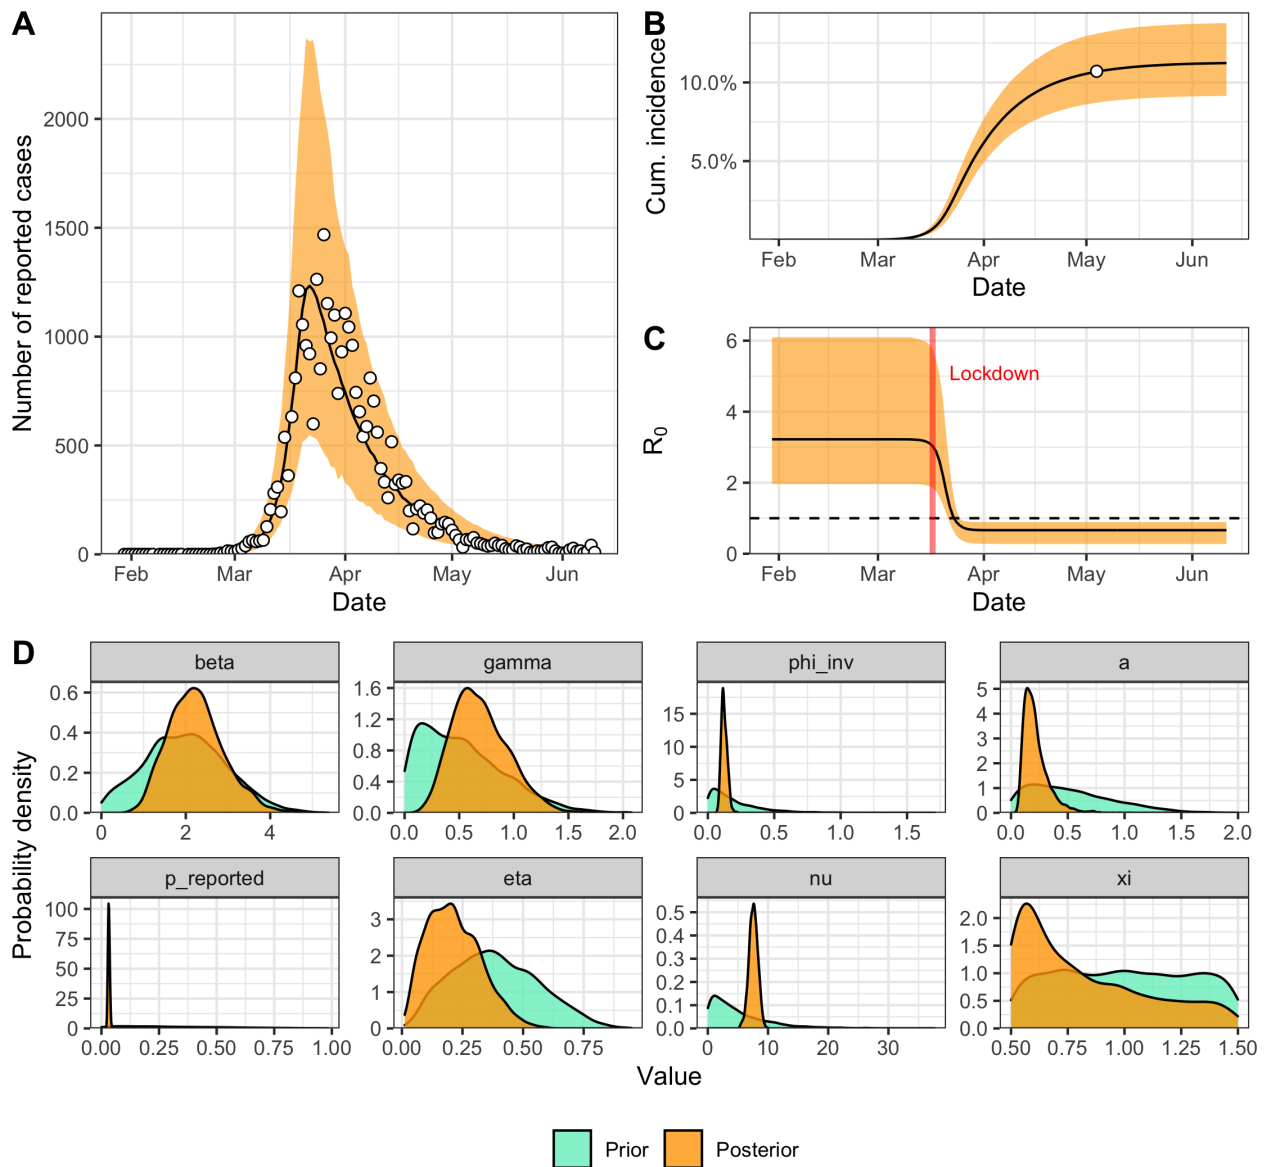 A
Number of reported cases
2000
1500
1000
500
0
Feb Mar Apr May Jun
Date
B
Cum. incidence
10.0%
5.0%
Feb Mar Apr May Jun
Date
C
R0
6
4
2
0
Lockdown
Feb Mar Apr May Jun
Date
D
Probability density
beta
0.6
0.4
0.2
0.0
0 2 4
gamma
1.6
1.2
0.8
0.4
0.0
0.0 0.5 1.0 1.5 2.0
phi_inv
15
10
5
0
0.0 0.5 1.0 1.5
a
5
4
3
2
1
0
0.0 0.5 1.0 1.5 2.0
p_reported
100
75
50
25
0
0.00 0.25 0.50 0.75 1.00
eta
3
2
1
0
0.00 0.25 0.50 0.75
nu
0.5
0.4
0.3
0.2
0.1
0.0
0 10 20 30
xi
2.0
1.5
1.0
0.5
0.0
0.50 0.75 1.00 1.25 1.50
Value
Prior Posterior